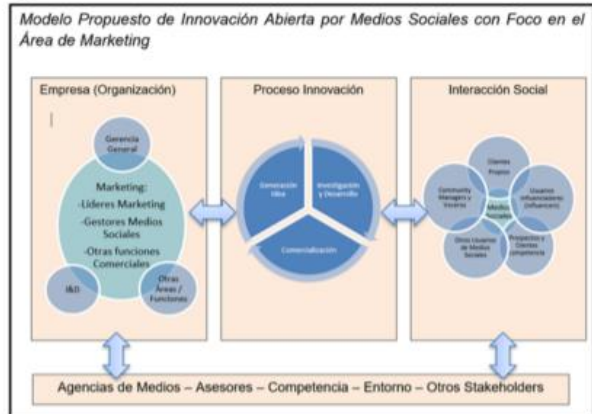 Modelo Propuesto de Innovación Abierta por Medios Sociales con Foco en el
Área de Marketing
Empresa (Organización)
Gerencia
General
Marketing:
-Líderes Marketing
-Gestores Medios
Sociales
-Otras funciones
Comerciales
I&D
Otras
Áreas /
Funciones
Proceso Innovación
Generación
Idea
Investigación
y Desarrollo
Comercialización
Interacción Social
Clientes
Propios
Community
Managers y
Usuarios
Influenciadores
(Influencers)
Medios
Sociales
Otros Usuarios
de Medios
Sociales
Prospectos y
Clientes
competencia
Agencias de Medios – Asesores – Competencia – Entorno – Otros Stakeholders